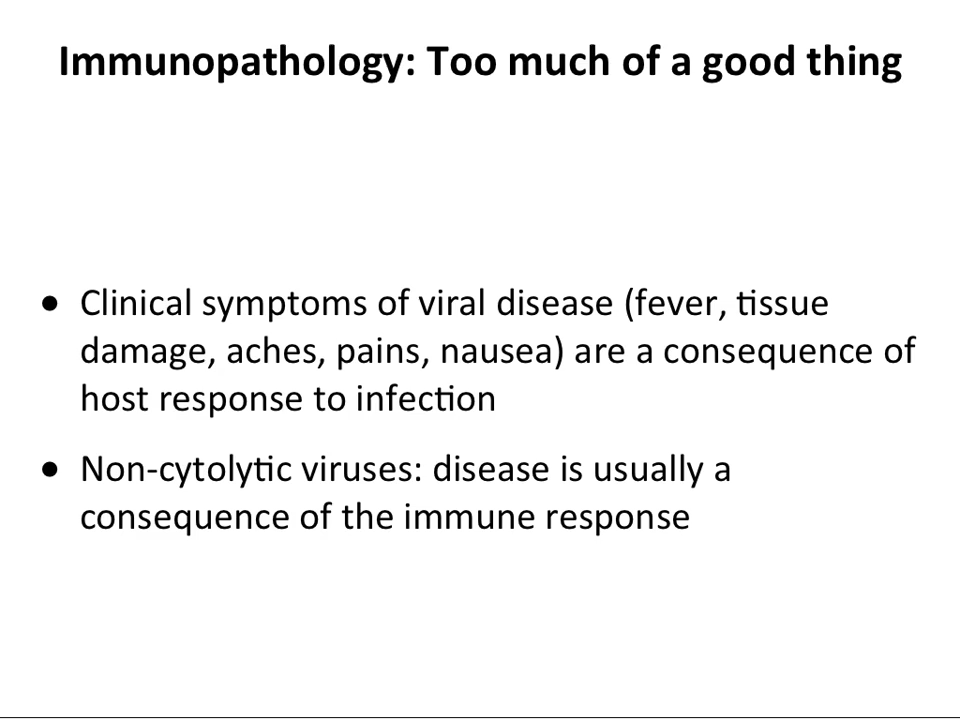 Immunopathology: Too much of a good thing
● Clinical symptoms of viral disease (fever, tissue
damage, aches, pains, nausea) are a consequence of
host response to infection
● Non-cytolytic viruses: disease is usually a
consequence of the immune response